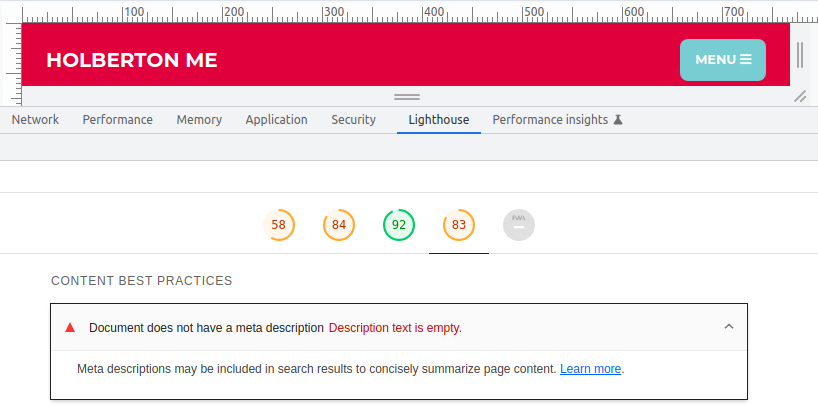 100 200 300 400 500 600 700
HOLBERTON ME
MENU ☰
Network Performance Memory Application Security Lighthouse Performance insights
58 84 92 83 PWA
CONTENT BEST PRACTICES
Document does not have a meta description Description text is empty.
Meta descriptions may be included in search results to concisely summarize page content. Learn more.